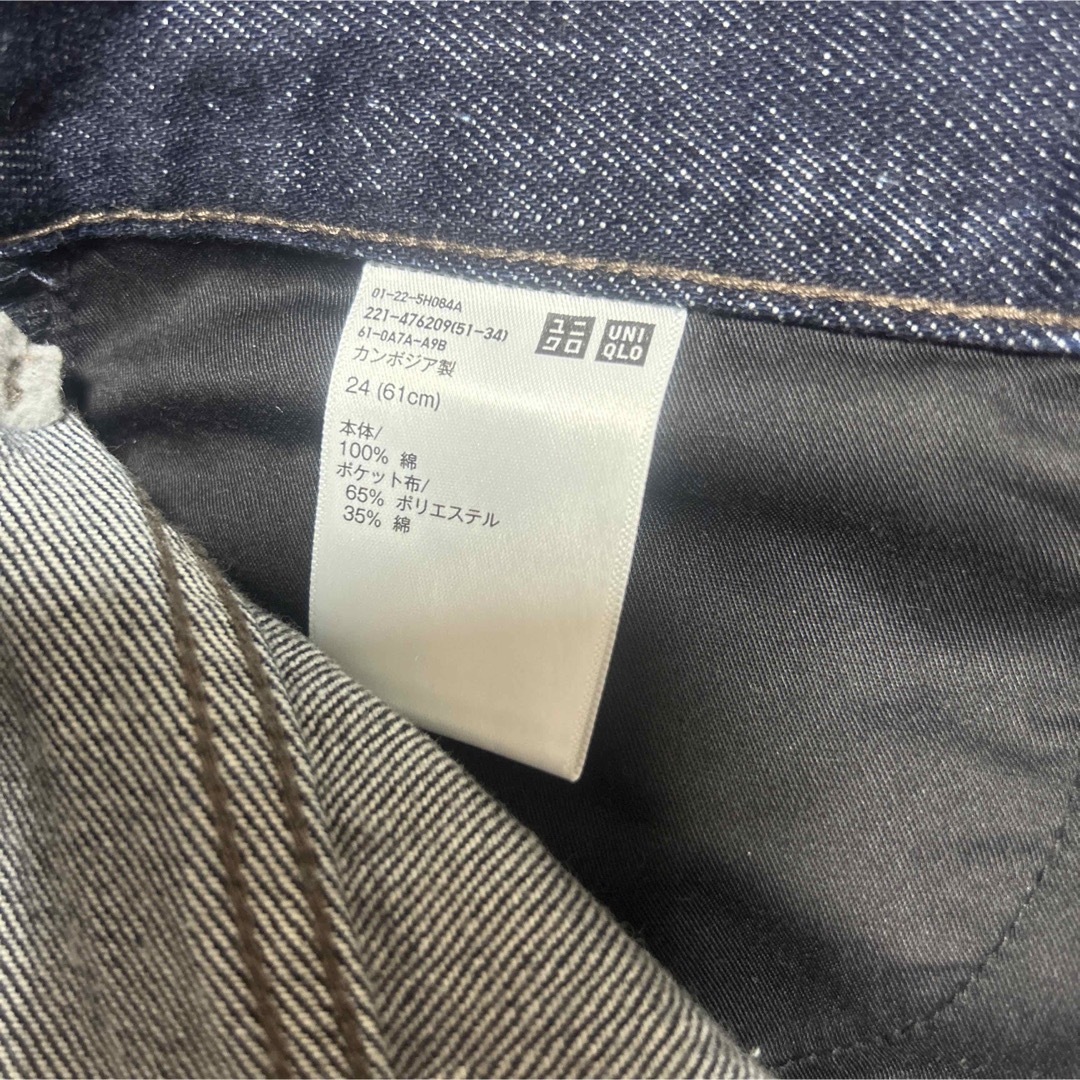 01-22-5H084A
221-476209(51-34)
61-0A7A-A9B
カンボジア製
ユニ
クロ
UNI
QLO
24 (61cm)
本体/
100% 綿
ポケット布/
65% ポリエステル
35% 綿